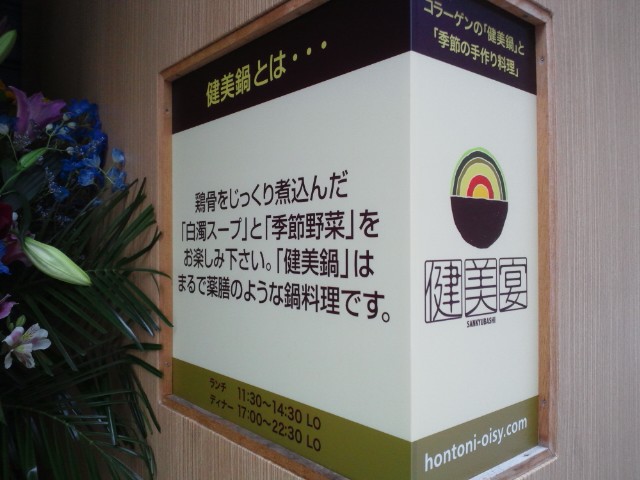 健美鍋とは・・・
鶏骨をじっくり煮込んだ
「白濁スープ」と「季節野菜」を
お楽しみ下さい。「健美鍋」は
まるで薬膳のような鍋料理です。
ランチ 11:30～14:30 LO
ディナー 17:00～22:30 LO
コラーゲンの「健美鍋」と
「季節の手作り料理」
健美宴
SANKYUBASHI
hontoni-oisy.com